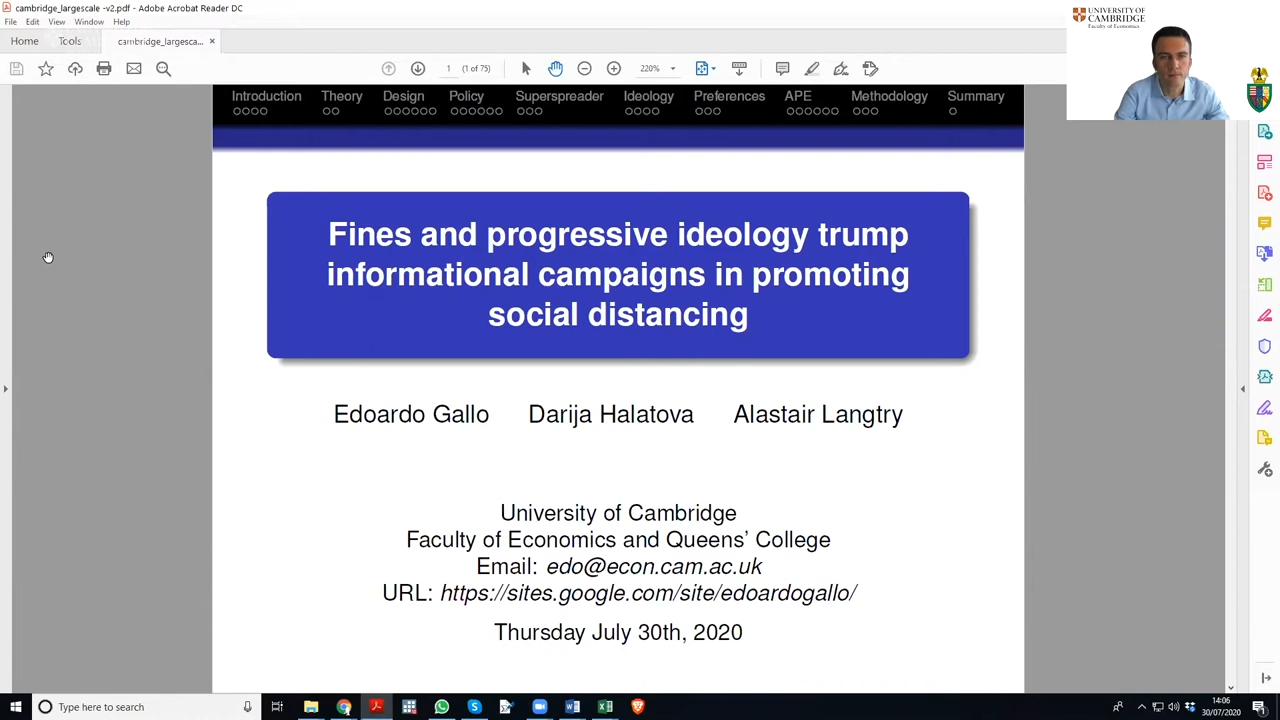 cambridge_largescale -v2.pdf - Adobe Acrobat Reader DC
File Edit View Window Help
Home Tools cambridge_largesca... ×
1 (1 of 75) 220%
UNIVERSITY OF
CAMBRIDGE
Faculty of Economics
Introduction Theory Design Policy Superspreader Ideology Preferences APE Methodology Summary
Fines and progressive ideology trump
informational campaigns in promoting
social distancing
Edoardo Gallo Darija Halatova Alastair Langtry
University of Cambridge
Faculty of Economics and Queens' College
Email: edo@econ.cam.ac.uk
URL: https://sites.google.com/site/edoardogallo/
Thursday July 30th, 2020
Type here to search
14:06
30/07/2020